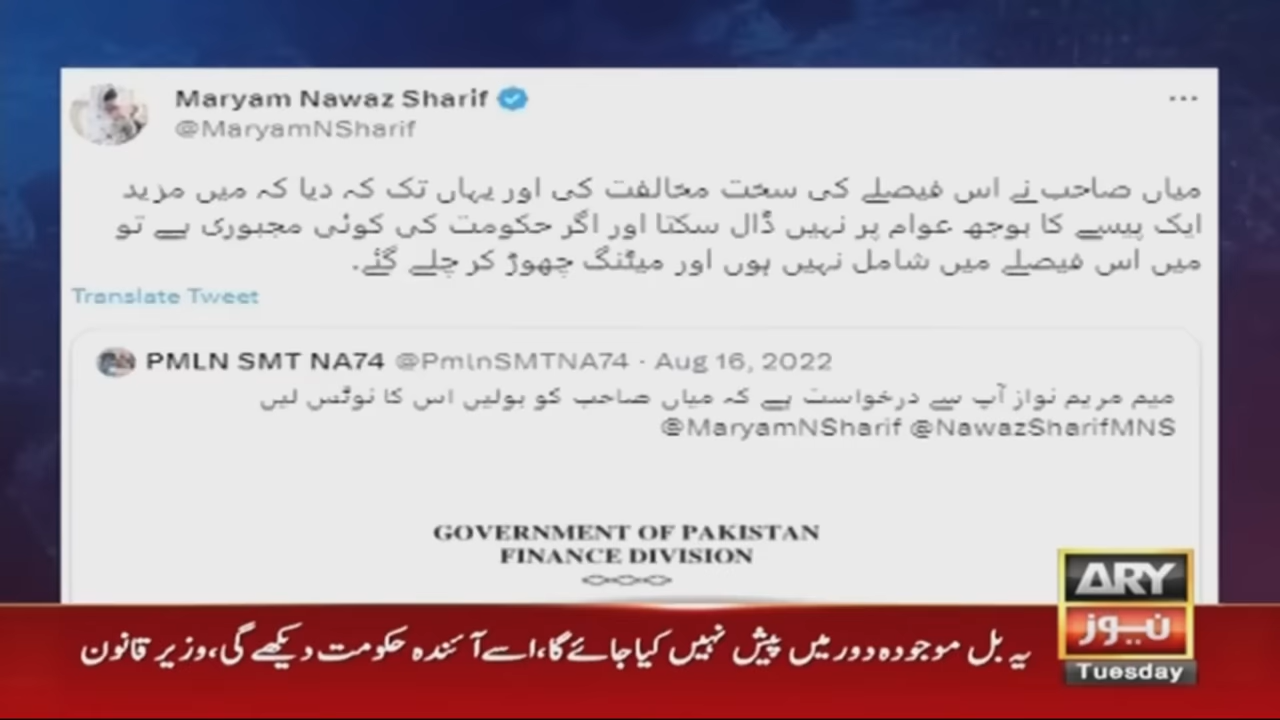 Maryam Nawaz Sharif
@MaryamNSharif
میاں صاحب نے اس فیصلے کی سخت مخالفت کی اور یہاں تک کہ دیا کہ میں مزید
ایک پیسے کا بوجھ عوام پر نہیں ڈال سکتا اور اگر حکومت کی کوئی مجبوری ہے تو
میں اس فیصلے میں شامل نہیں ہوں اور میٹنگ چھوڑ کر چلے گئے۔
Translate Tweet
PMLN SMT NA74 @PmlnSMTNA74 · Aug 16, 2022
میم مریم نواز آپ سے درخواست ہے کہ میاں صاحب کو بولیں اس کا نوٹس لیں
@MaryamNSharif @NawazSharifMNS
GOVERNMENT OF PAKISTAN
FINANCE DIVISION
ARY
نیوز
Tuesday
یہ بل موجودہ دور میں پیش نہیں کیا جائے گا، اسے آئندہ حکومت دیکھے گی، وزیر قانون